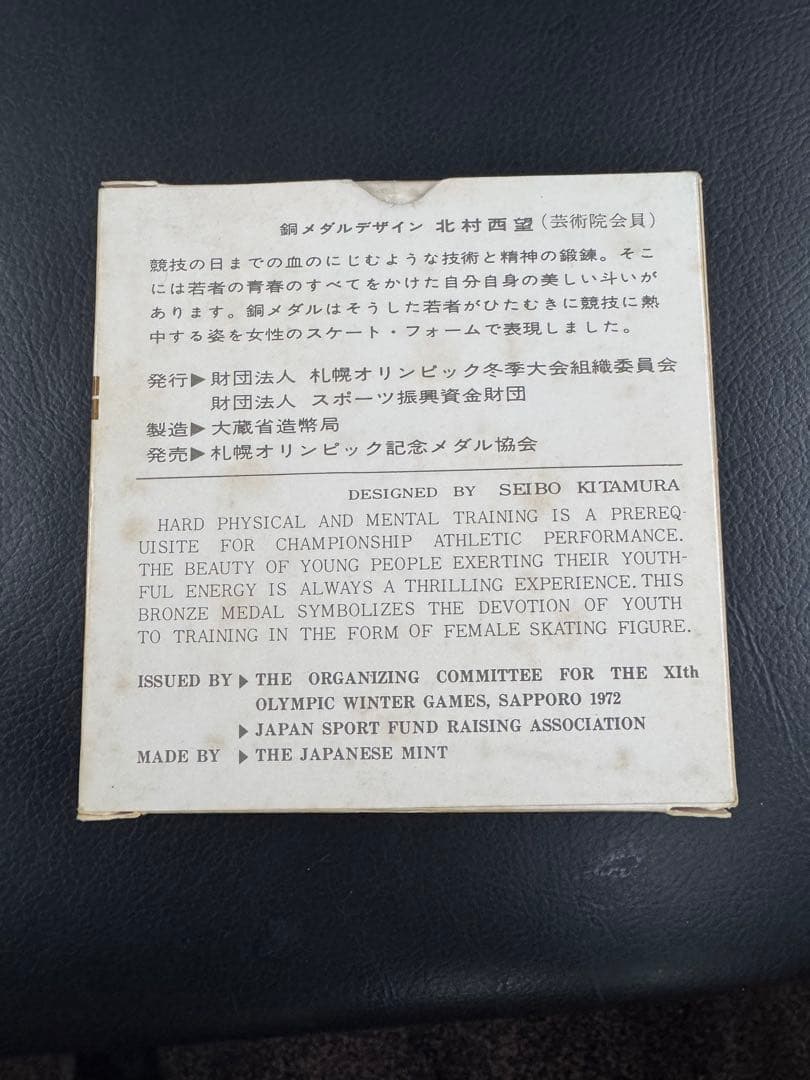 銅メダルデザイン 北村西望(芸術院会員)
競技の日までの血のにじむような技術と精神の鍛錬。そこ
には若者の青春のすべてをかけた自分自身の美しい斗いが
あります。銅メダルはそうした若者がひたむきに競技に熱
中する姿を女性のスケート・フォームで表現しました。
発行▶財団法人 札幌オリンピック冬季大会組織委員会
財団法人 スポーツ振興資金財団
製造▶大蔵省造幣局
発売▶札幌オリンピック記念メダル協会
DESIGNED BY SEIBO KITAMURA
HARD PHYSICAL AND MENTAL TRAINING IS A PREREQ-
UISITE FOR CHAMPIONSHIP ATHLETIC PERFORMANCE.
THE BEAUTY OF YOUNG PEOPLE EXERTING THEIR YOUTH-
FUL ENERGY IS ALWAYS A THRILLING EXPERIENCE. THIS
BRONZE MEDAL SYMBOLIZES THE DEVOTION OF YOUTH
TO TRAINING IN THE FORM OF FEMALE SKATING FIGURE.
ISSUED BY ▶ THE ORGANIZING COMMITTEE FOR THE XIth
OLYMPIC WINTER GAMES, SAPPORO 1972
▶ JAPAN SPORT FUND RAISING ASSOCIATION
MADE BY ▶ THE JAPANESE MINT